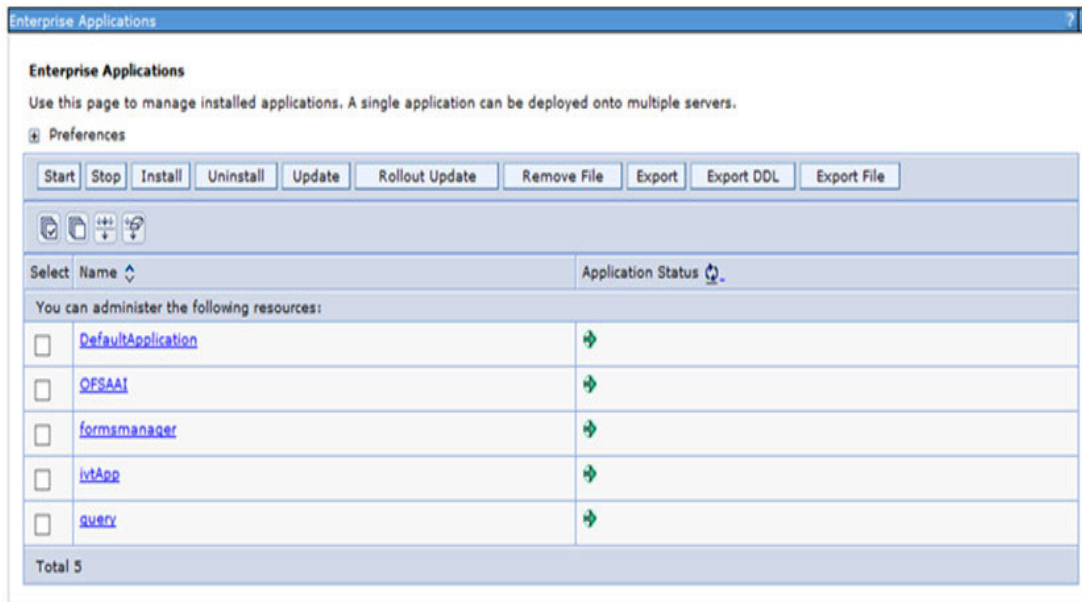 Enterprise Applications ?
Enterprise Applications
Use this page to manage installed applications. A single application can be deployed onto multiple servers.
Preferences
Start Stop Install Uninstall Update Rollout Update Remove File Export Export DDL Export File
Select Name Application Status
You can administer the following resources:
DefaultApplication
OFSAAI
formsmanager
ivtApp
query
Total 5